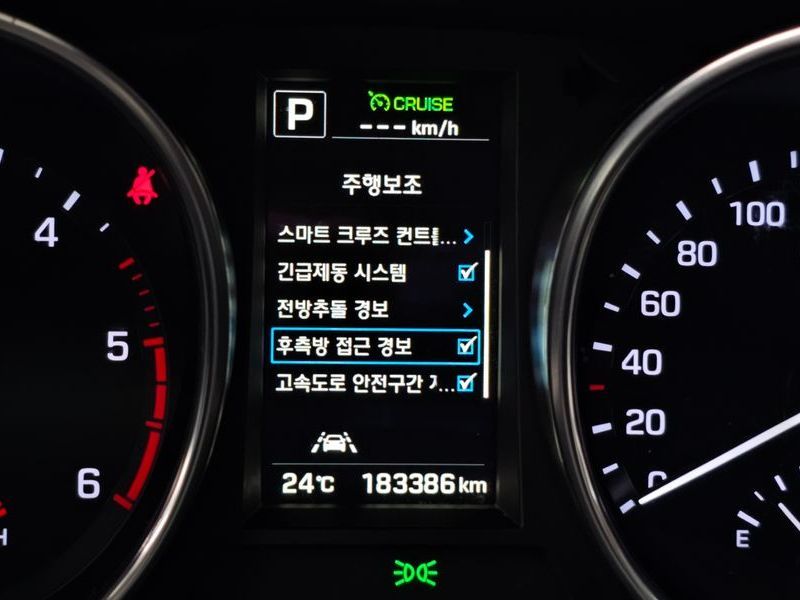 P
CRUISE
--- km/h
주행보조
스마트 크루즈 컨트롤...
긴급제동 시스템
전방추돌 경보
후측방 접근 경보
고속도로 안전구간 ...
24℃ 183386 km
4
5
6
H
100
80
60
40
20
0
E